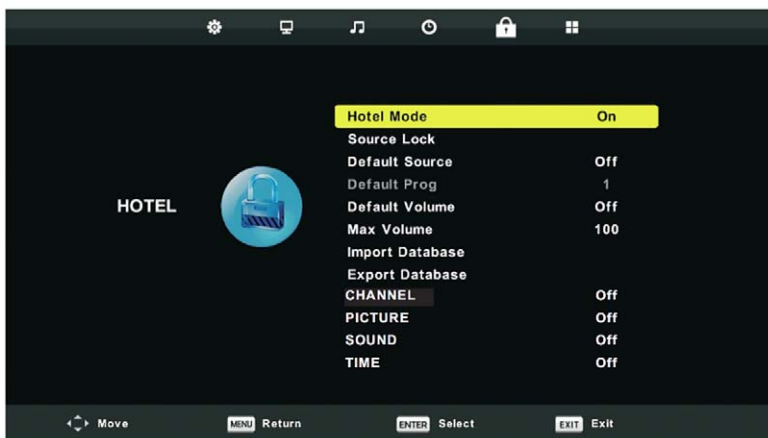 Hotel Mode On
Source Lock
Default Source Off
Default Prog 1
HOTEL
Default Volume Off
Max Volume 100
Import Database
Export Database
CHANNEL Off
PICTURE Off
SOUND Off
TIME Off
Move MENU Return ENTER Select EXIT Exit